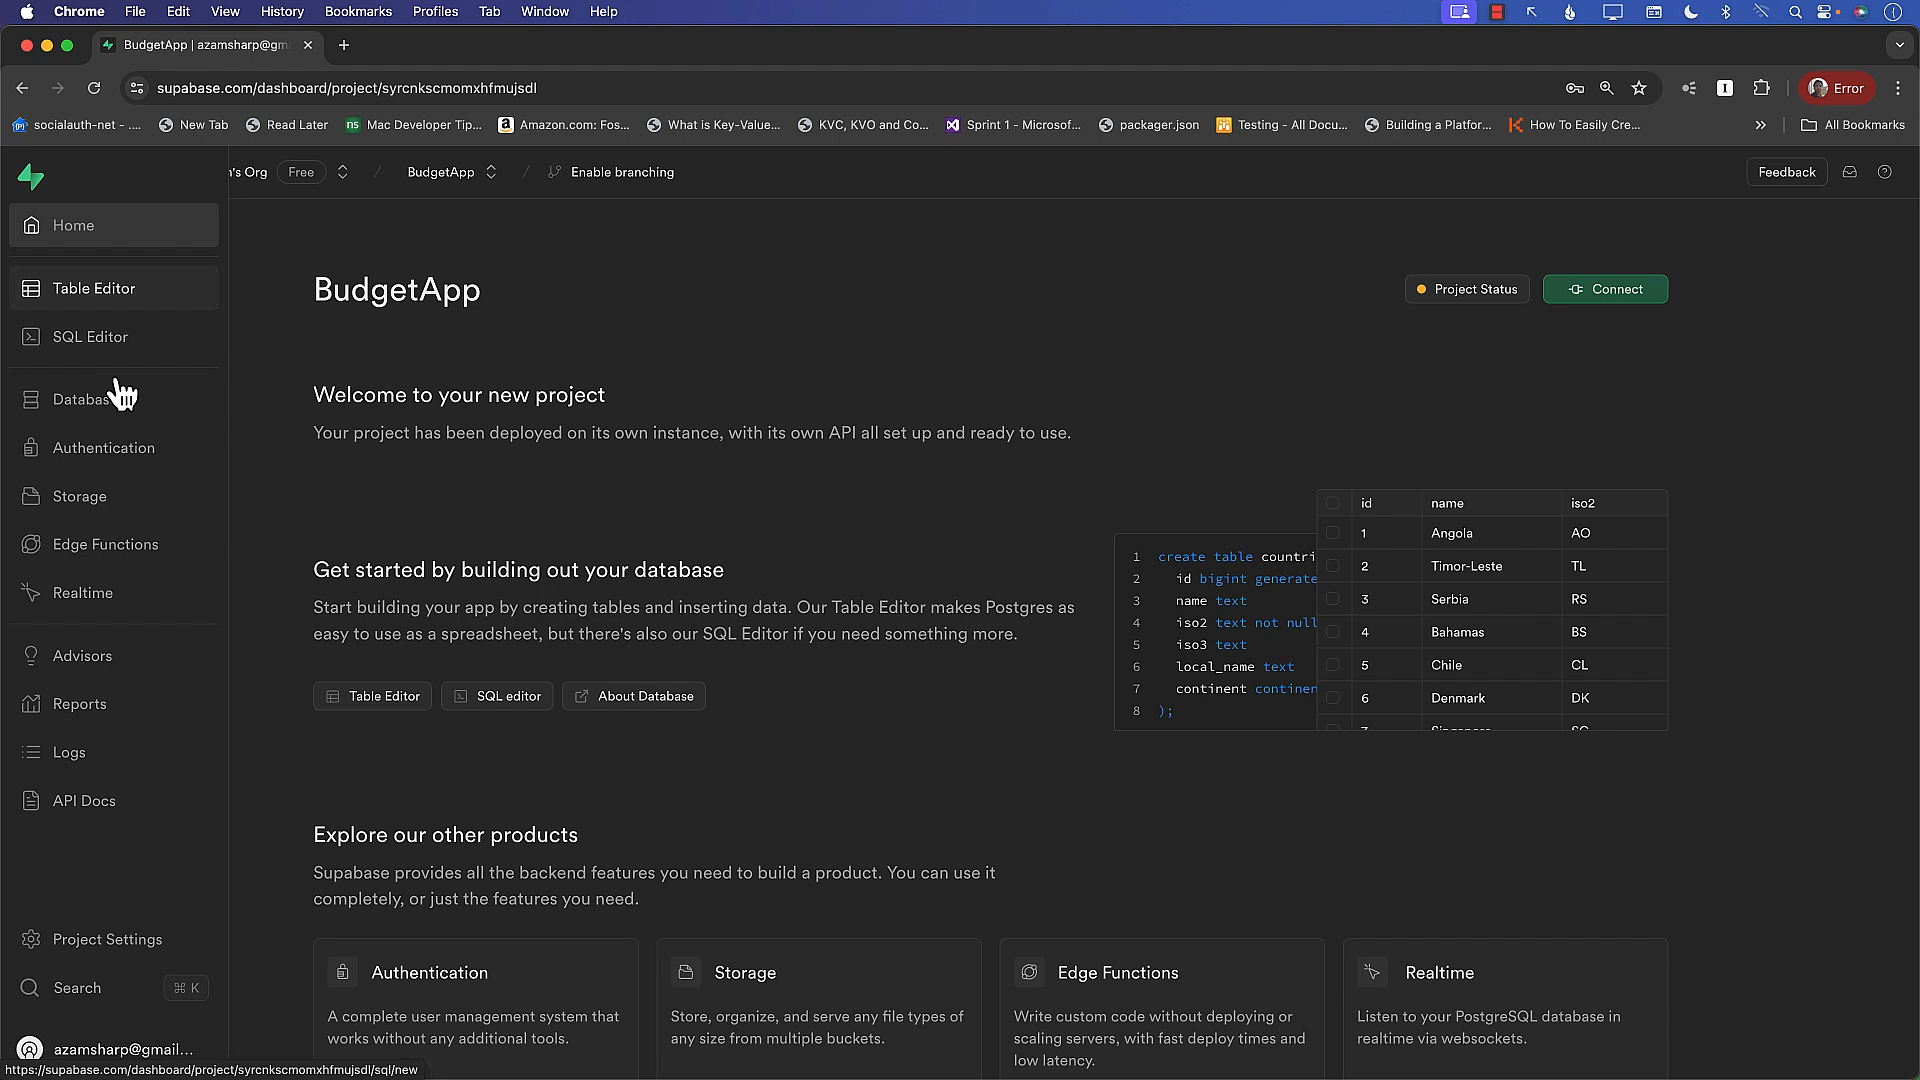 Chrome File Edit View History Bookmarks Profiles Tab Window Help
BudgetApp | azamsharp@gm
supabase.com/dashboard/project/syrcnkscmomxhfmujsdl
Error
socialauth-net - ....
New Tab
Read Later
Mac Developer Tip...
Amazon.com: Fos...
What is Key-Value...
KVC, KVO and Co...
Sprint 1 - Microsof...
packager.json
Testing - All Docu...
Building a Platfor...
How To Easily Cre...
All Bookmarks
n's Org Free / BudgetApp / Enable branching
Feedback
Home
Table Editor
SQL Editor
Databas
Authentication
Storage
Edge Functions
Realtime
Advisors
Reports
Logs
API Docs
Project Settings
Search ⌘ K
azamsharp@gmail...
https://supabase.com/dashboard/project/syrcnkscmomxhfmujsdl/sql/new
BudgetApp
Project Status
Connect
Welcome to your new project
Your project has been deployed on its own instance, with its own API all set up and ready to use.
Get started by building out your database
Start building your app by creating tables and inserting data. Our Table Editor makes Postgres as
easy to use as a spreadsheet, but there's also our SQL Editor if you need something more.
Table Editor
SQL editor
About Database
1 create table countri
2 id bigint generate
3 name text
4 iso2 text not null
5 iso3 text
6 local_name text
7 continent continen
8 );
id name iso2
1 Angola AO
2 Timor-Leste TL
3 Serbia RS
4 Bahamas BS
5 Chile CL
6 Denmark DK
Explore our other products
Supabase provides all the backend features you need to build a product. You can use it
completely, or just the features you need.
Authentication
A complete user management system that
works without any additional tools.
Storage
Store, organize, and serve any file types of
any size from multiple buckets.
Edge Functions
Write custom code without deploying or
scaling servers, with fast deploy times and
low latency.
Realtime
Listen to your PostgreSQL database in
realtime via websockets.